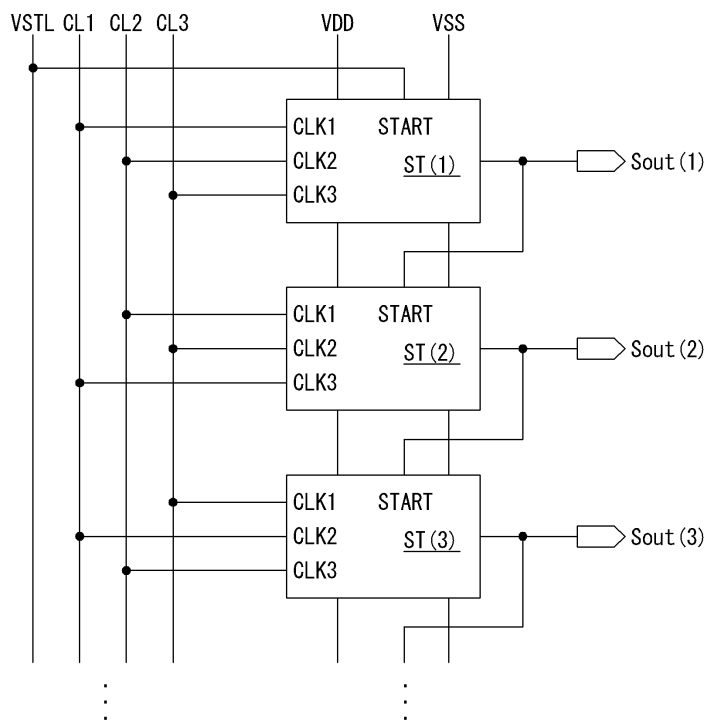 VSTL CL1 CL2 CL3 VDD VSS
CLK1 START
CLK2 ST(1) Sout(1)
CLK3
CLK1 START
CLK2 ST(2) Sout(2)
CLK3
CLK1 START
CLK2 ST(3) Sout(3)
CLK3